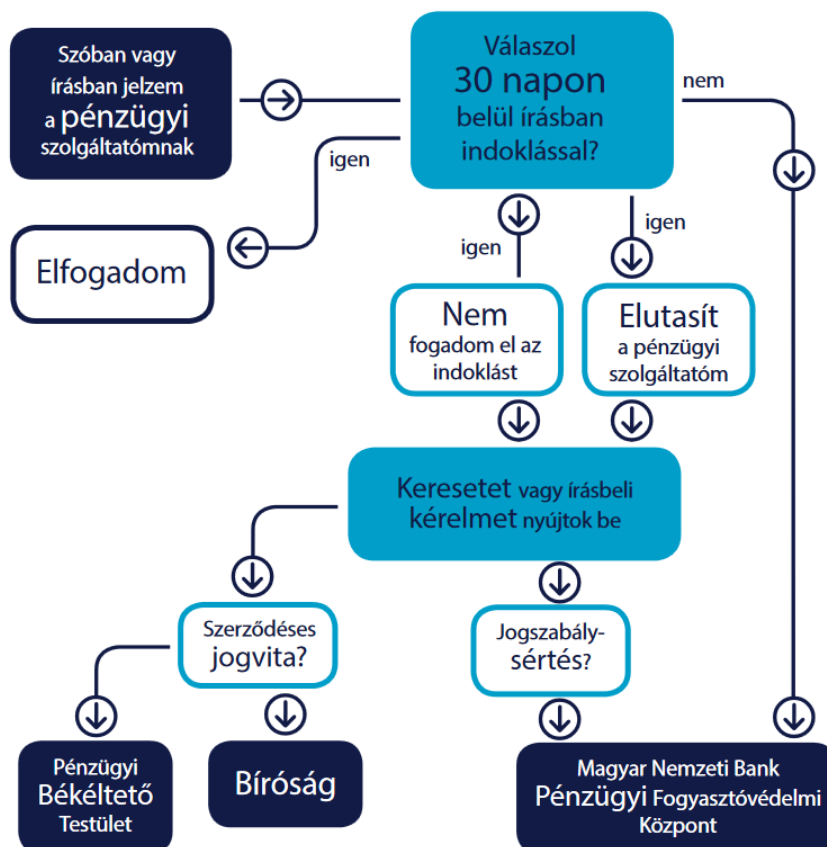 Szóban vagy
írásban jelzem
a pénzügyi
szolgáltatómnak
Válaszol
30 napon
belül írásban
indoklással?
nem
igen
Elfogadom
igen
igen
Nem
fogadom el az
indoklást
Elutasít
a pénzügyi
szolgáltatóm
Keresetet vagy írásbeli
kérelmet nyújtok be
Szerződéses
jogvita?
Jogszabály-
sértés?
Pénzügyi
Békéltető
Testület
Bíróság
Magyar Nemzeti Bank
Pénzügyi Fogyasztóvédelmi
Központ